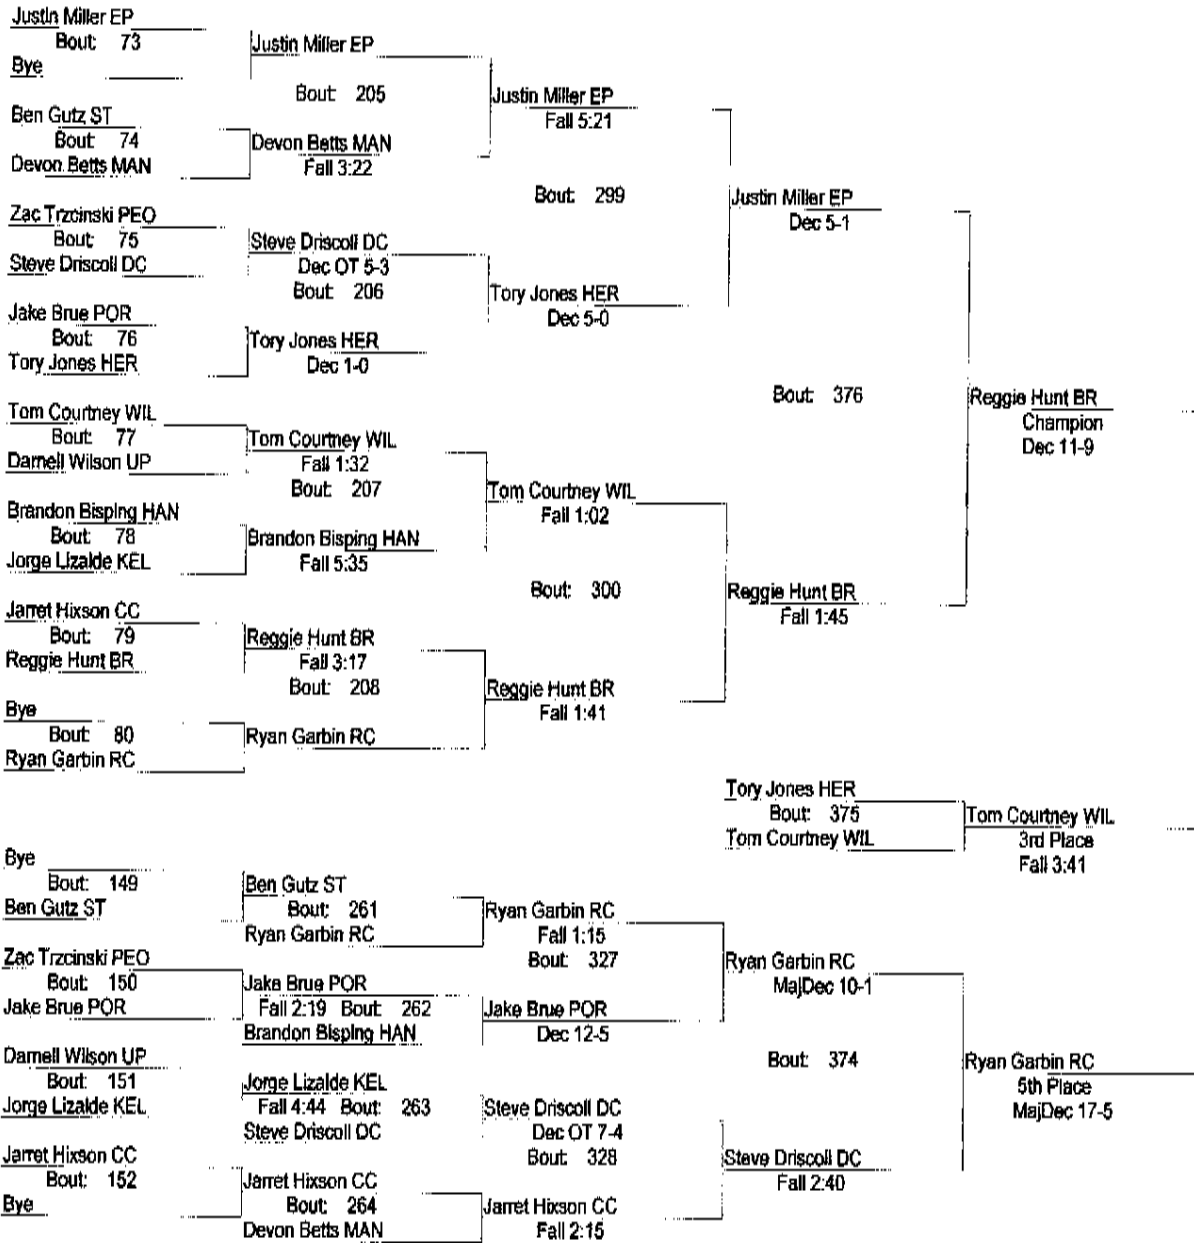 Justin Miller EP
Bout: 73
Bye
Justin Miller EP
Bout: 205
Ben Gutz ST
Bout: 74
Devon Betts MAN
Devon Betts MAN
Fall 3:22
Justin Miller EP
Fall 5:21
Bout: 299
Zac Trzcinski PEO
Bout: 75
Steve Driscoll DC
Steve Driscoll DC
Dec OT 5-3
Bout: 206
Jake Brue POR
Bout: 76
Tory Jones HER
Tory Jones HER
Dec 1-0
Tory Jones HER
Dec 5-0
Justin Miller EP
Dec 5-1
Bout: 376
Tom Courtney WIL
Bout: 77
Darnell Wilson UP
Tom Courtney WIL
Fall 1:32
Bout: 207
Brandon Bisping HAN
Bout: 78
Jorge Lizalde KEL
Brandon Bisping HAN
Fall 5:35
Tom Courtney WIL
Fall 1:02
Bout: 300
Jarret Hixson CC
Bout: 79
Reggie Hunt BR
Reggie Hunt BR
Fall 3:17
Bout: 208
Bye
Bout: 80
Ryan Garbin RC
Ryan Garbin RC
Reggie Hunt BR
Fall 1:41
Reggie Hunt BR
Fall 1:45
Reggie Hunt BR
Champion
Dec 11-9
Tory Jones HER
Bout: 375
Tom Courtney WIL
Tom Courtney WIL
3rd Place
Fall 3:41
Bye
Bout: 149
Ben Gutz ST
Ben Gutz ST
Bout: 261
Ryan Garbin RC
Ryan Garbin RC
Fall 1:15
Bout: 327
Zac Trzcinski PEO
Bout: 150
Jake Brue POR
Jake Brue POR
Fall 2:19 Bout: 262
Brandon Bisping HAN
Jake Brue POR
Dec 12-5
Ryan Garbin RC
MajDec 10-1
Bout: 374
Darnell Wilson UP
Bout: 151
Jorge Lizalde KEL
Jorge Lizalde KEL
Fall 4:44 Bout: 263
Steve Driscoll DC
Steve Driscoll DC
Dec OT 7-4
Bout: 328
Jarret Hixson CC
Bout: 152
Bye
Jarret Hixson CC
Bout: 264
Devon Betts MAN
Jarret Hixson CC
Fall 2:15
Steve Driscoll DC
Fall 2:40
Ryan Garbin RC
5th Place
MajDec 17-5